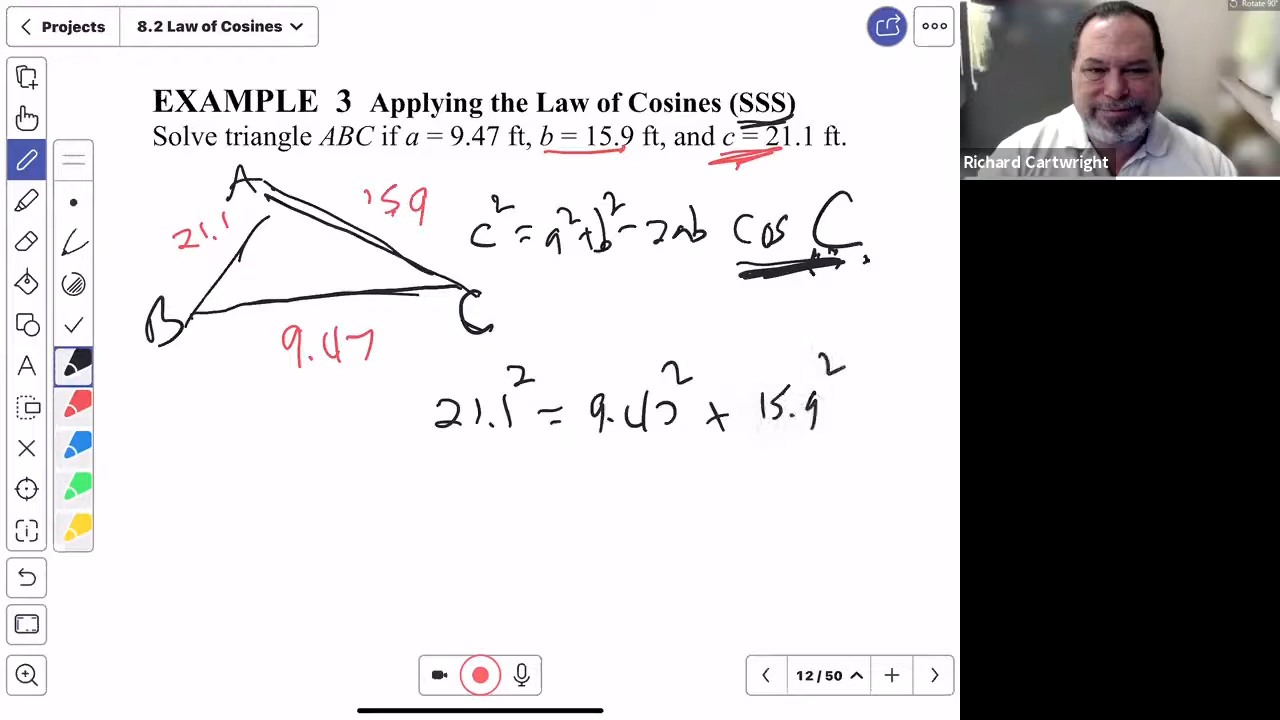 Projects
8.2 Law of Cosines
Rotate 90°
EXAMPLE 3 Applying the Law of Cosines (SSS)
Solve triangle ABC if a = 9.47 ft, b = 15.9 ft, and c = 21.1 ft.
Richard Cartwright
A
21.1
15.9
c² = a² + b² - 2ab cos C
B
C
9.47
21.1² = 9.47² + 15.9²
A
12 / 50